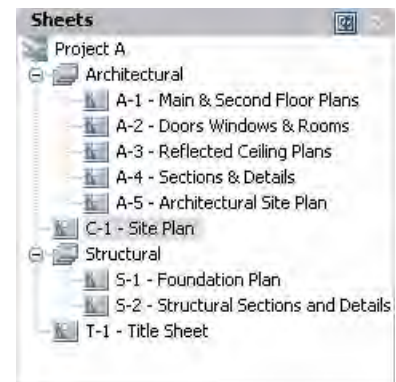 Sheets
Project A
Architectural
A-1 - Main & Second Floor Plans
A-2 - Doors Windows & Rooms
A-3 - Reflected Ceiling Plans
A-4 - Sections & Details
A-5 - Architectural Site Plan
C-1 - Site Plan
Structural
S-1 - Foundation Plan
S-2 - Structural Sections and Details
T-1 - Title Sheet